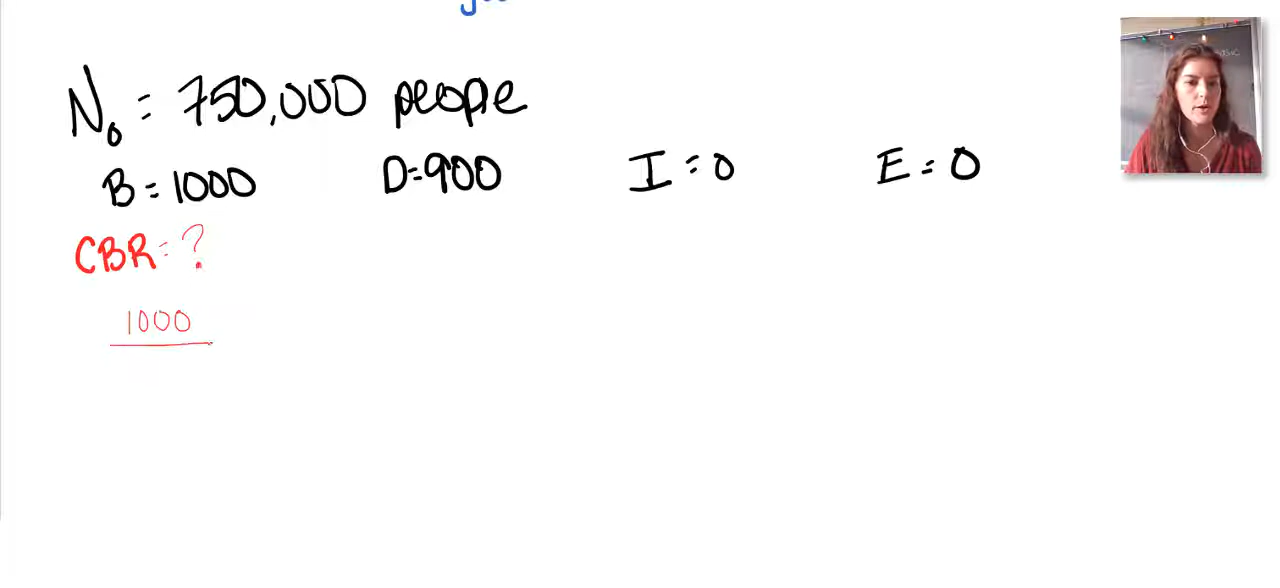 N₀ = 750,000 people
B = 1000 D=900 I = 0 E = 0
CBR = ?
1000